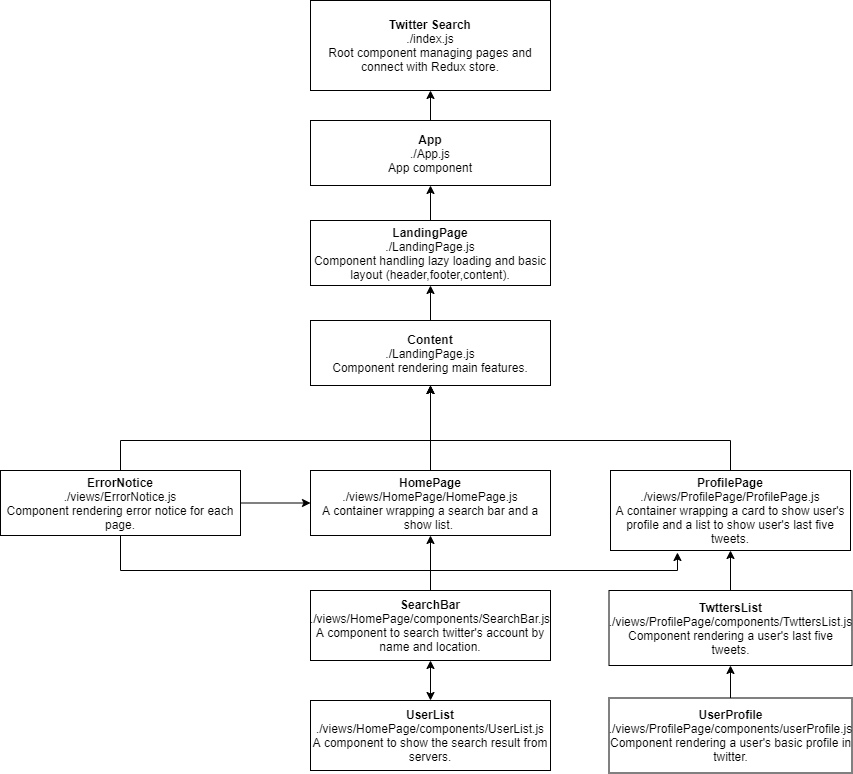 Twitter Search
./index.js
Root component managing pages and
connect with Redux store.
App
./App.js
App component
LandingPage
./LandingPage.js
Component handling lazy loading and basic
layout (header,footer,content).
Content
./LandingPage.js
Component rendering main features.
ErrorNotice
./views/ErrorNotice.js
Component rendering error notice for each
page.
HomePage
./views/HomePage/HomePage.js
A container wrapping a search bar and a
show list.
ProfilePage
./views/ProfilePage/ProfilePage.js
A container wrapping a card to show user's
profile and a list to show user's last five
tweets.
SearchBar
./views/HomePage/components/SearchBar.js
A component to search twitter's account by
name and location.
TwttersList
./views/ProfilePage/components/TwttersList.js
Component rendering a user's last five
tweets.
UserList
./views/HomePage/components/UserList.js
A component to show the search result from
servers.
UserProfile
./views/ProfilePage/components/userProfile.js
Component rendering a user's basic profile in
twitter.